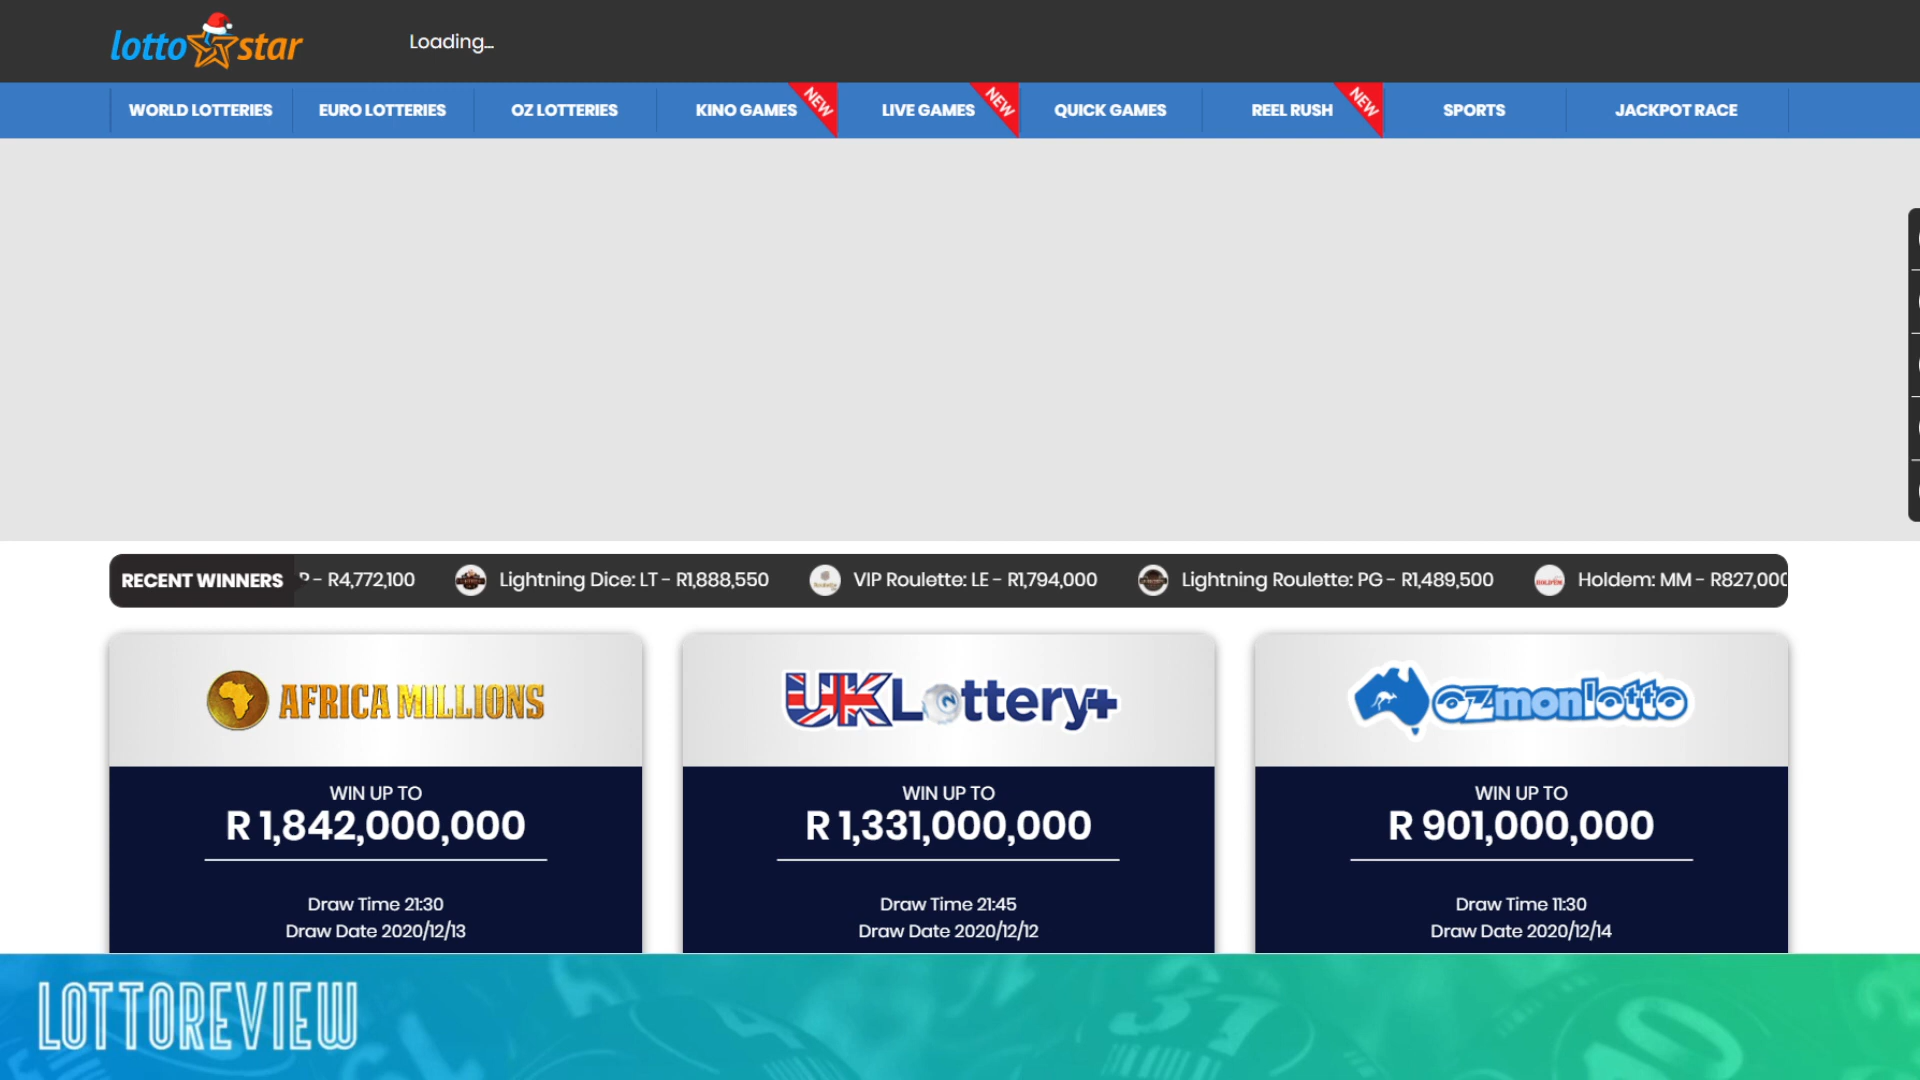 lotto star
Loading...
WORLD LOTTERIES
EURO LOTTERIES
OZ LOTTERIES
KINO GAMES
NEW
LIVE GAMES
NEW
QUICK GAMES
REEL RUSH
NEW
SPORTS
JACKPOT RACE
RECENT WINNERS
P - R4,772,100
Lightning Dice: LT - R1,888,550
VIP Roulette: LE - R1,794,000
Lightning Roulette: PG - R1,489,500
Holdem: MM - R827,000
AFRICA MILLIONS
WIN UP TO
R 1,842,000,000
Draw Time 21:30
Draw Date 2020/12/13
UK Lottery+
WIN UP TO
R 1,331,000,000
Draw Time 21:45
Draw Date 2020/12/12
ozmonlotto
WIN UP TO
R 901,000,000
Draw Time 11:30
Draw Date 2020/12/14
LOTTOREVIEW
31
40